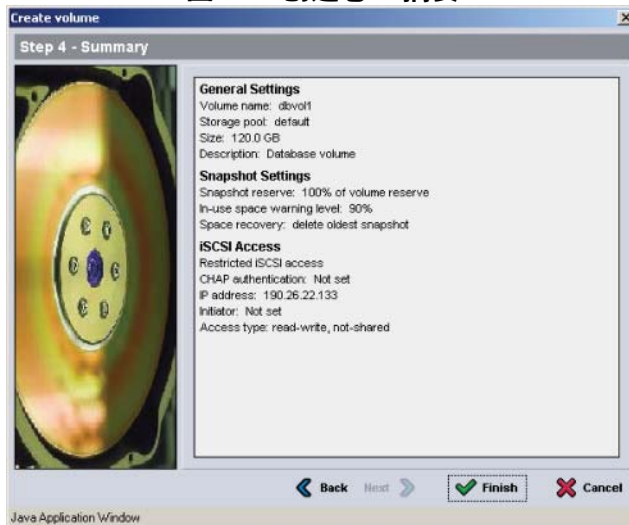 Create volume
Step 4 - Summary
General Settings
Volume name: dbvol1
Storage pool: default
Size: 120.0 GB
Description: Database volume
Snapshot Settings
Snapshot reserve: 100% of volume reserve
In-use space warning level: 90%
Space recovery: delete oldest snapshot
iSCSI Access
Restricted iSCSI access
CHAP authentication: Not set
IP address: 190.26.22.133
Initiator: Not set
Access type: read-write, not-shared
Back Next Finish Cancel
Java Application Window